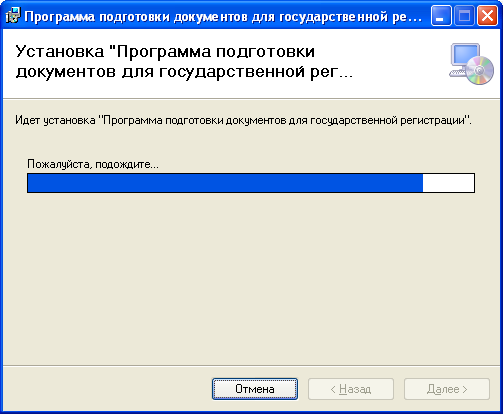 Программа подготовки документов для государственной ре...
Установка "Программа подготовки
документов для государственной рег...
Идет установка "Программа подготовки документов для государственной регистрации".
Пожалуйста, подождите...
Отмена
< Назад
Далее >